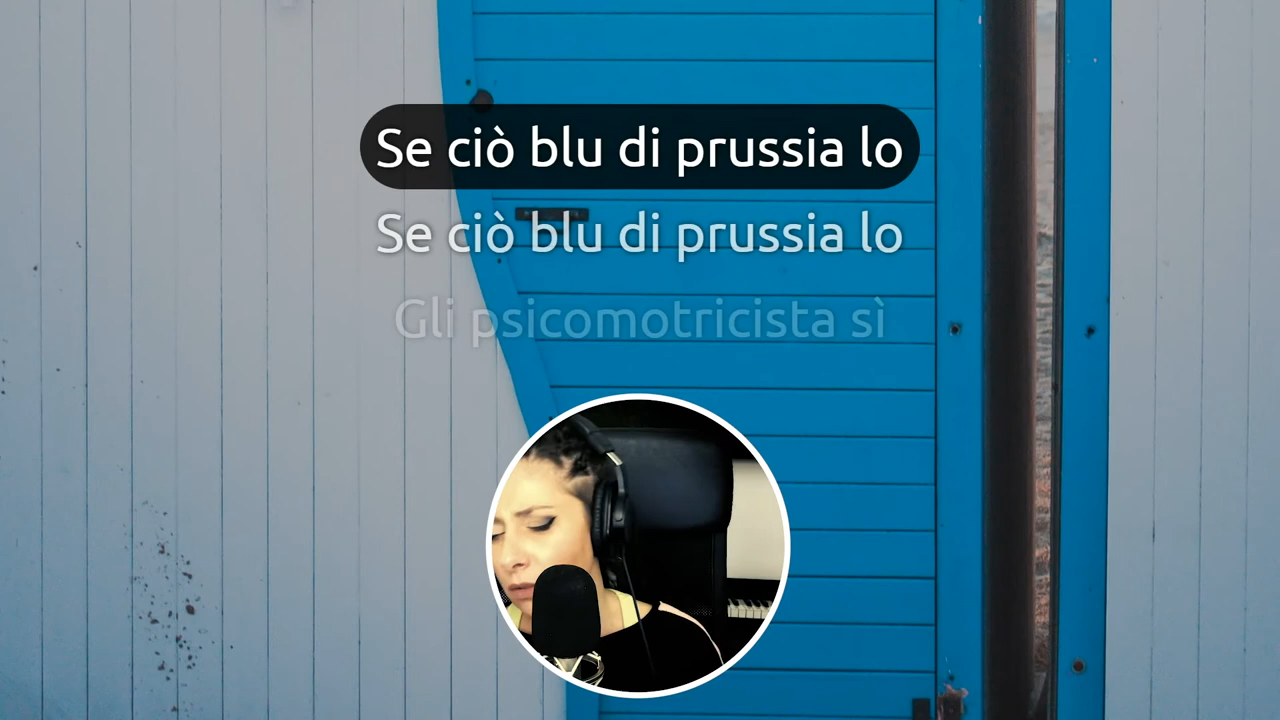 Se ciò blu di prussia lo
Se ciò blu di prussia lo
Gli psicomotricista sì